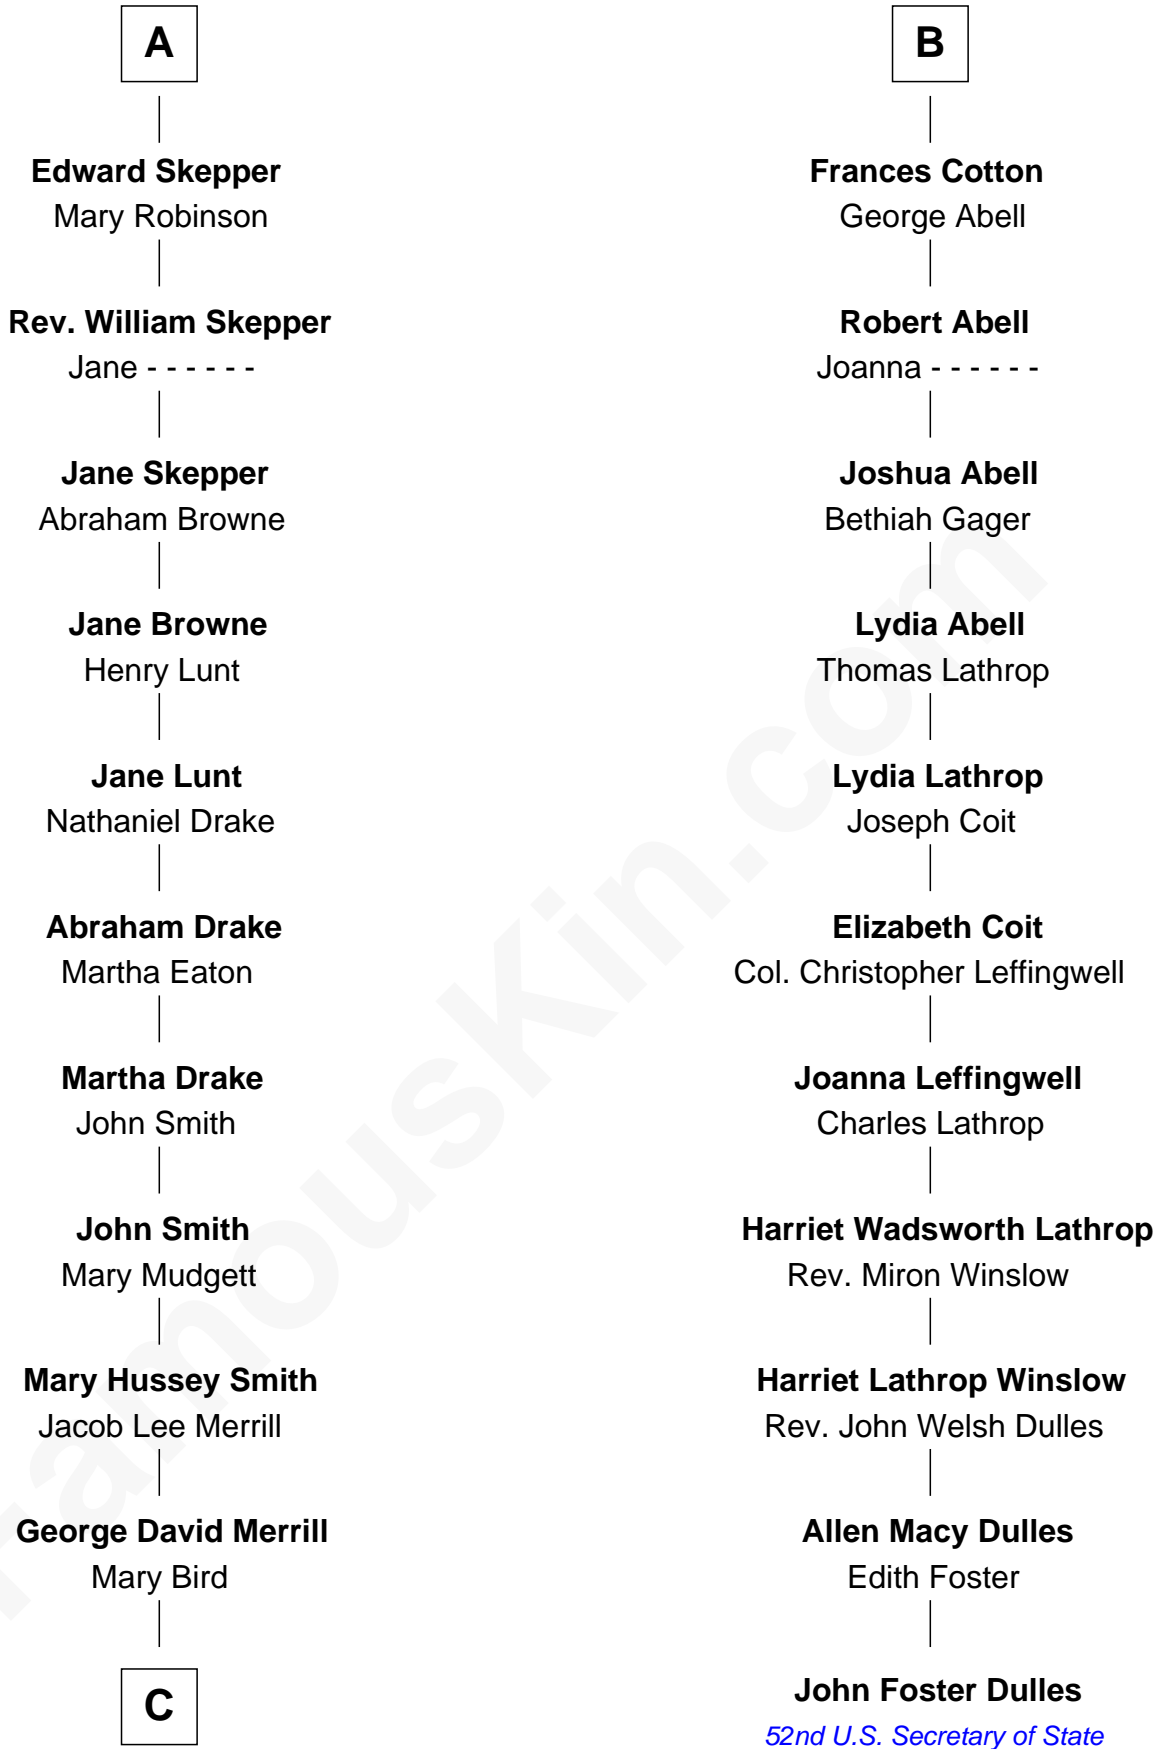 A
Edward Skepper
Mary Robinson
Rev. William Skepper
Jane - - - - - -
Jane Skepper
Abraham Browne
Jane Browne
Henry Lunt
Jane Lunt
Nathaniel Drake
Abraham Drake
Martha Eaton
Martha Drake
John Smith
John Smith
Mary Mudgett
Mary Hussey Smith
Jacob Lee Merrill
George David Merrill
Mary Bird
C
B
Frances Cotton
George Abell
Robert Abell
Joanna - - - - - -
Joshua Abell
Bethiah Gager
Lydia Abell
Thomas Lathrop
Lydia Lathrop
Joseph Coit
Elizabeth Coit
Col. Christopher Leffingwell
Joanna Leffingwell
Charles Lathrop
Harriet Wadsworth Lathrop
Rev. Miron Winslow
Harriet Lathrop Winslow
Rev. John Welsh Dulles
Allen Macy Dulles
Edith Foster
John Foster Dulles
52nd U.S. Secretary of State
FamousKin.com